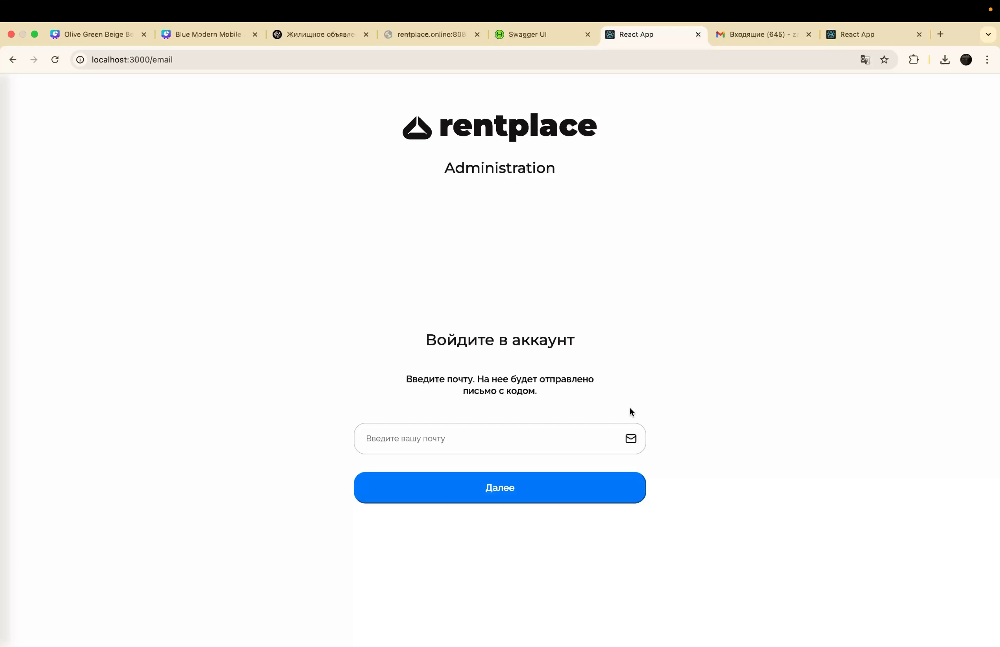 Olive Green Beige Bo
Blue Modern Mobile
Жилищное объявле
rentplace.online:808
Swagger UI
React App
Входящие (645) - za
React App
localhost:3000/email
rentplace
Administration
Войдите в аккаунт
Введите почту. На нее будет отправлено
письмо с кодом.
Введите вашу почту
Далее